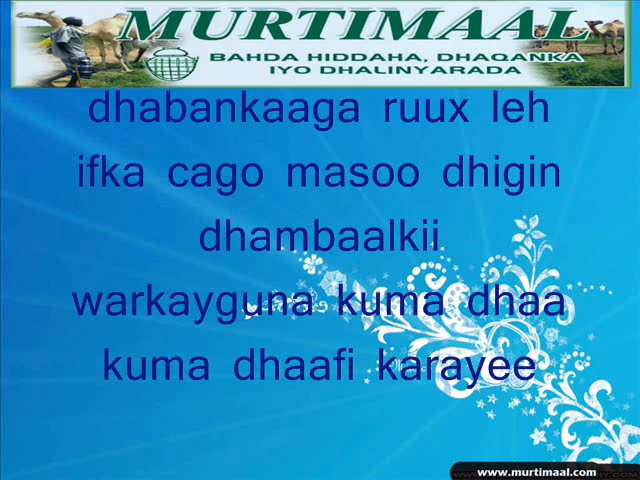 MURTIMAAL
BAHDA HIDDAHA, DHAQANKA
IYO DHALINYARADA
dhabankaaga ruux leh
ifka cago masoo dhigin
dhambaalkii
warkayguna kuma dhaa
kuma dhaafi karayee
www.murtimaal.com